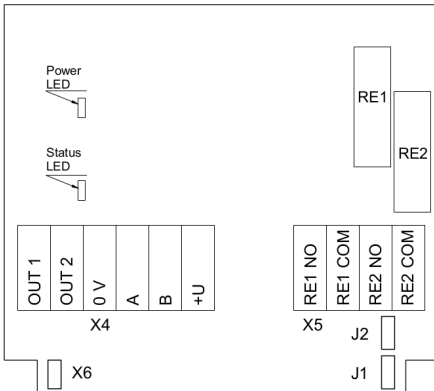 Power
LED
RE1
RE2
Status
LED
OUT 1
OUT 2
0 V
A
B
+U
RE1 NO
RE1 COM
RE2 NO
RE2 COM
X4
X5
J2
X6
J1